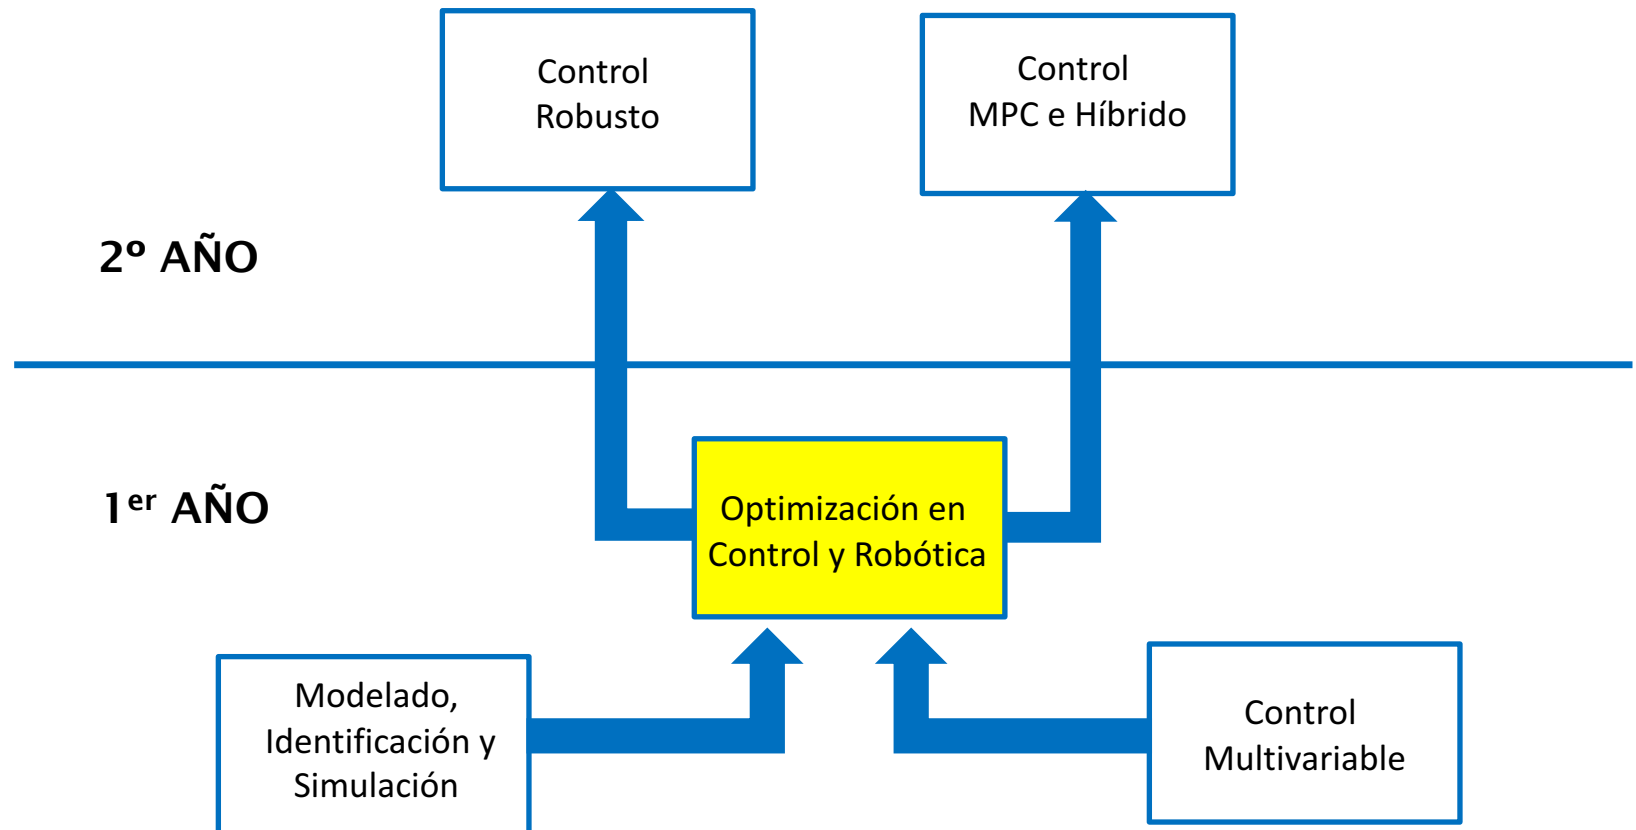 Control
Robusto
Control
MPC e Híbrido
2º AÑO
1er AÑO
Optimización en
Control y Robótica
Modelado,
Identificación y
Simulación
Control
Multivariable